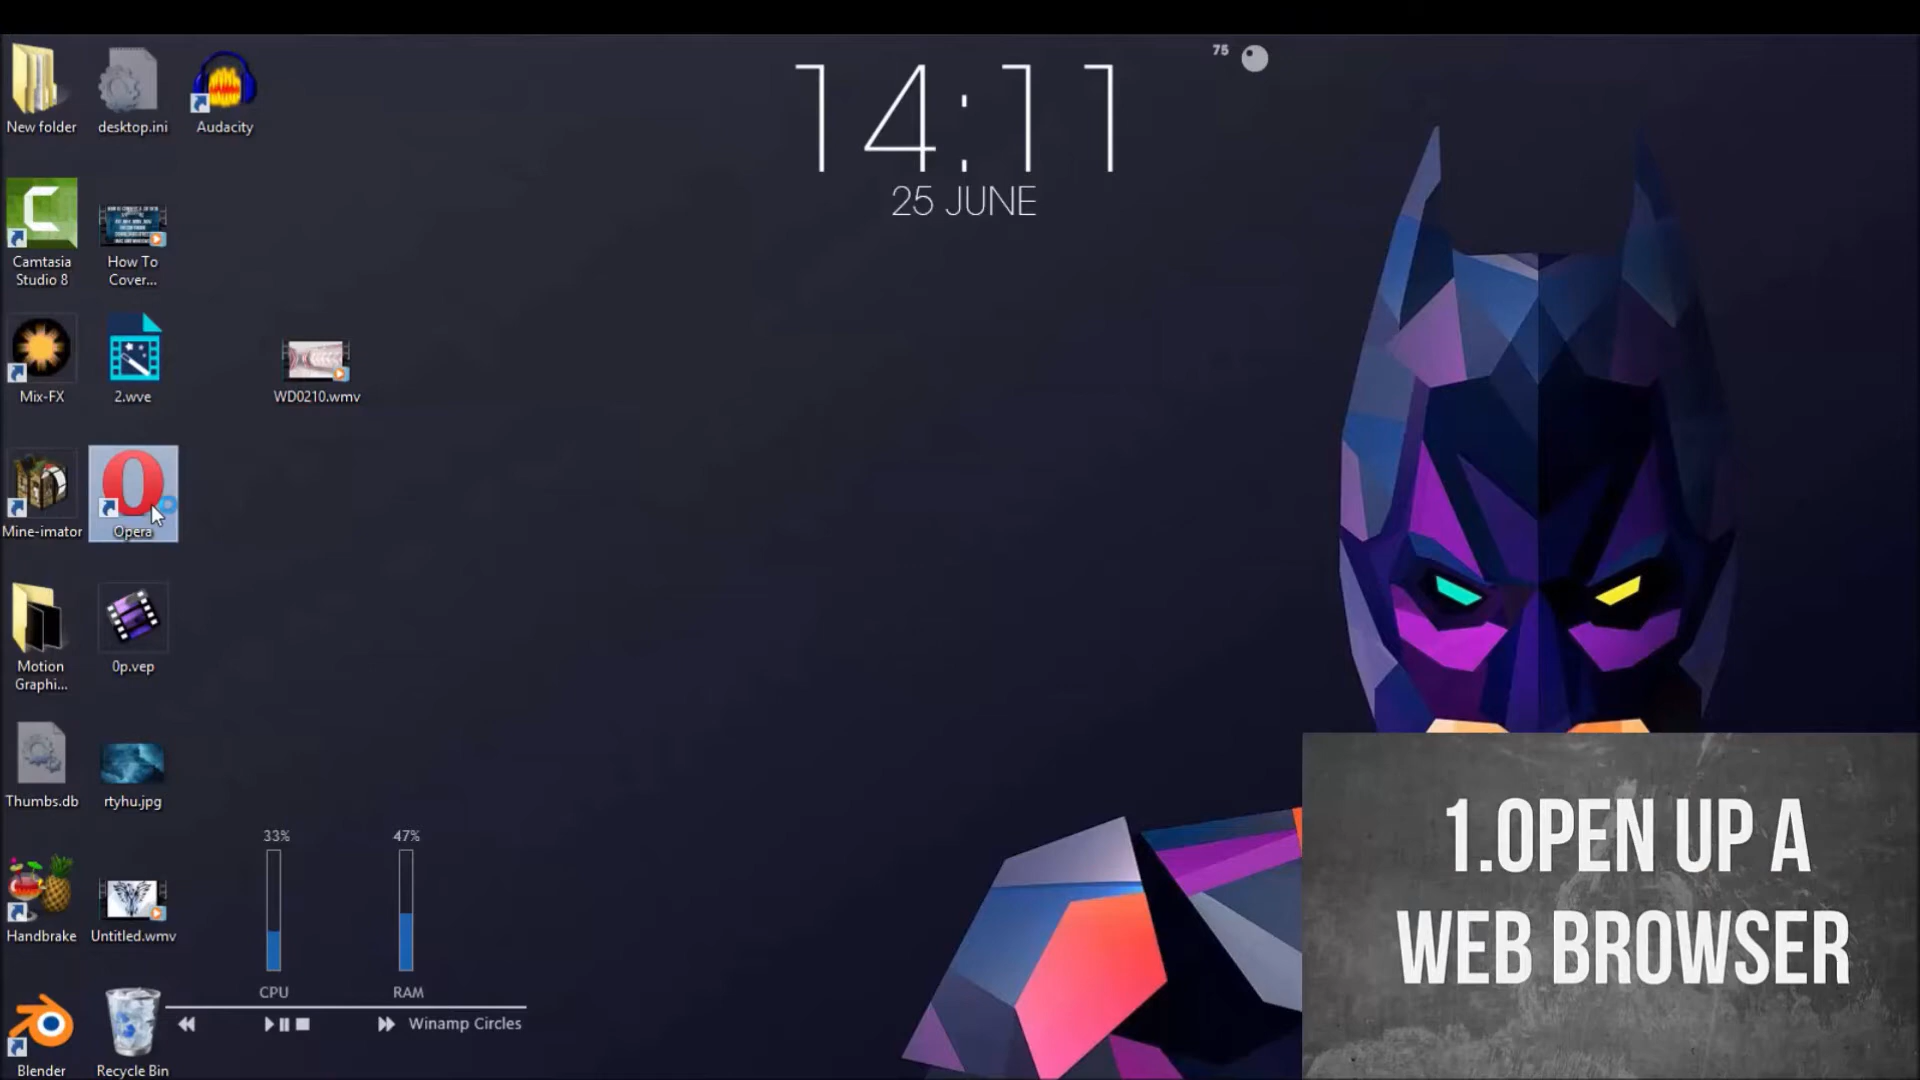 75
14:11
25 JUNE
New folder
desktop.ini
Audacity
Camtasia
Studio 8
How To
Cover...
Mix-FX
2.wve
WD0210.wmv
Mine-imator
Opera
Motion
Graphi...
0p.vep
Thumbs.db
rtyhu.jpg
Handbrake
Untitled.wmv
Blender
Recycle Bin
33%
47%
CPU
RAM
Winamp Circles
1.OPEN UP A
WEB BROWSER